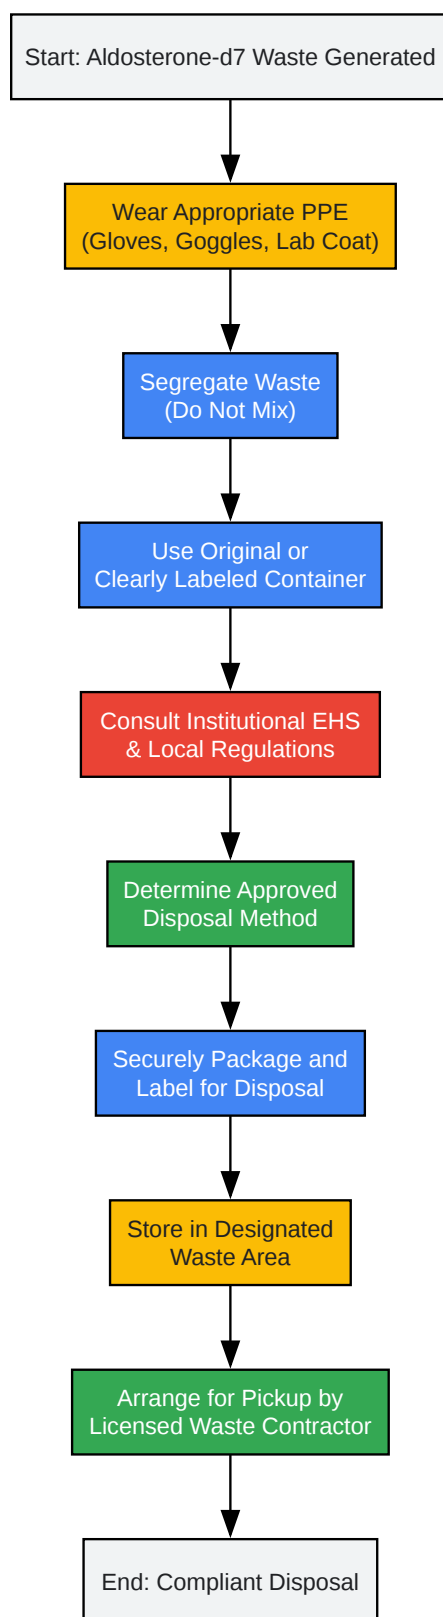 Start: Aldosterone-d7 Waste Generated
Wear Appropriate PPE
(Gloves, Goggles, Lab Coat)
Segregate Waste
(Do Not Mix)
Use Original or
Clearly Labeled Container
Consult Institutional EHS
& Local Regulations
Determine Approved
Disposal Method
Securely Package and
Label for Disposal
Store in Designated
Waste Area
Arrange for Pickup by
Licensed Waste Contractor
End: Compliant Disposal